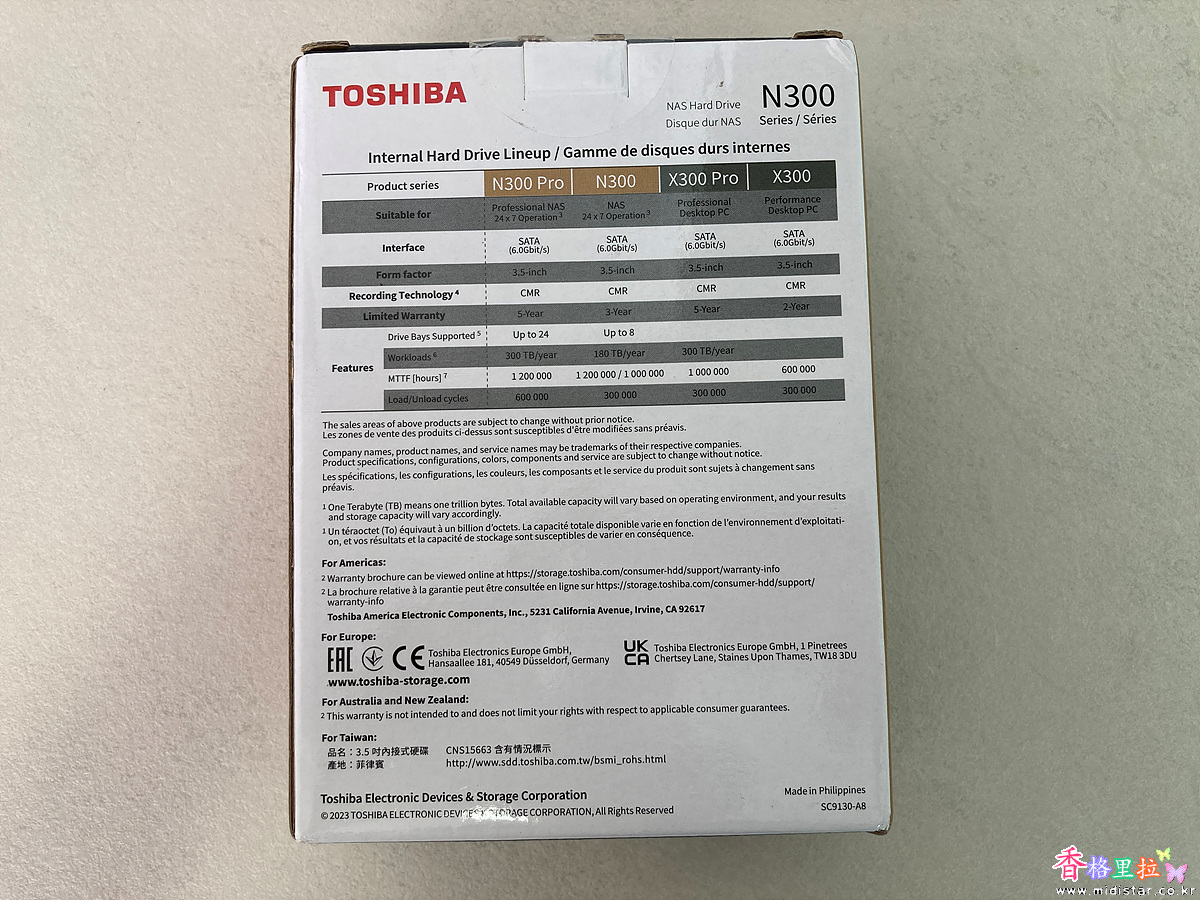 TOSHIBA
NAS Hard Drive
Disque dur NAS
N300
Series / Séries
Internal Hard Drive Lineup / Gamme de disques durs internes
Product series N300 Pro N300 X300 Pro X300
Suitable for Professional NAS 24 x 7 Operation 3 NAS 24 x 7 Operation 3 Professional Desktop PC Performance Desktop PC
Interface SATA (6.0Gbit/s) SATA (6.0Gbit/s) SATA (6.0Gbit/s) SATA (6.0Gbit/s)
Form factor 3.5-inch 3.5-inch 3.5-inch 3.5-inch
Recording Technology 4 CMR CMR CMR CMR
Limited Warranty 5-Year 3-Year 5-Year 2-Year
Features
Drive Bays Supported 5 Up to 24 Up to 8
Workloads 6 300 TB/year 180 TB/year 300 TB/year
MTTF [hours] 7 1 200 000 1 200 000 / 1 000 000 1 000 000 600 000
Load/Unload cycles 600 000 300 000 300 000 300 000
The sales areas of above products are subject to change without prior notice.
Les zones de vente des produits ci-dessus sont susceptibles d'être modifiées sans préavis.
Company names, product names, and service names may be trademarks of their respective companies.
Product specifications, configurations, colors, components and service are subject to change without notice.
Les spécifications, les configurations, les couleurs, les composants et le service du produit sont sujets à changement sans
préavis.
1 One Terabyte (TB) means one trillion bytes. Total available capacity will vary based on operating environment, and your results
and storage capacity will vary accordingly.
1 Un téraoctet (To) équivaut à un billion d'octets. La capacité totale disponible varie en fonction de l'environnement d'exploitati-
on, et vos résultats et la capacité de stockage sont susceptibles de varier en conséquence.
For Americas:
2 Warranty brochure can be viewed online at https://storage.toshiba.com/consumer-hdd/support/warranty-info
2 La brochure relative à la garantie peut être consultée en ligne sur https://storage.toshiba.com/consumer-hdd/support/
warranty-info
Toshiba America Electronic Components, Inc., 5231 California Avenue, Irvine, CA 92617
For Europe:
EAC CE Toshiba Electronics Europe GmbH,
Hansaallee 181, 40549 Düsseldorf, Germany
UK CA Toshiba Electronics Europe GmbH, 1 Pinetrees
Chertsey Lane, Staines Upon Thames, TW18 3DU
www.toshiba-storage.com
For Australia and New Zealand:
2 This warranty is not intended to and does not limit your rights with respect to applicable consumer guarantees.
For Taiwan:
品名：3.5 吋內接式硬碟 CNS15663 含有情況標示
產地：菲律賓 http://www.sdd.toshiba.com.tw/bsmi_rohs.html
Toshiba Electronic Devices & Storage Corporation
Made in Philippines
© 2023 TOSHIBA ELECTRONIC DEVICES & STORAGE CORPORATION, All Rights Reserved
SC9130-A8
香格里拉
www.midistar.co.kr